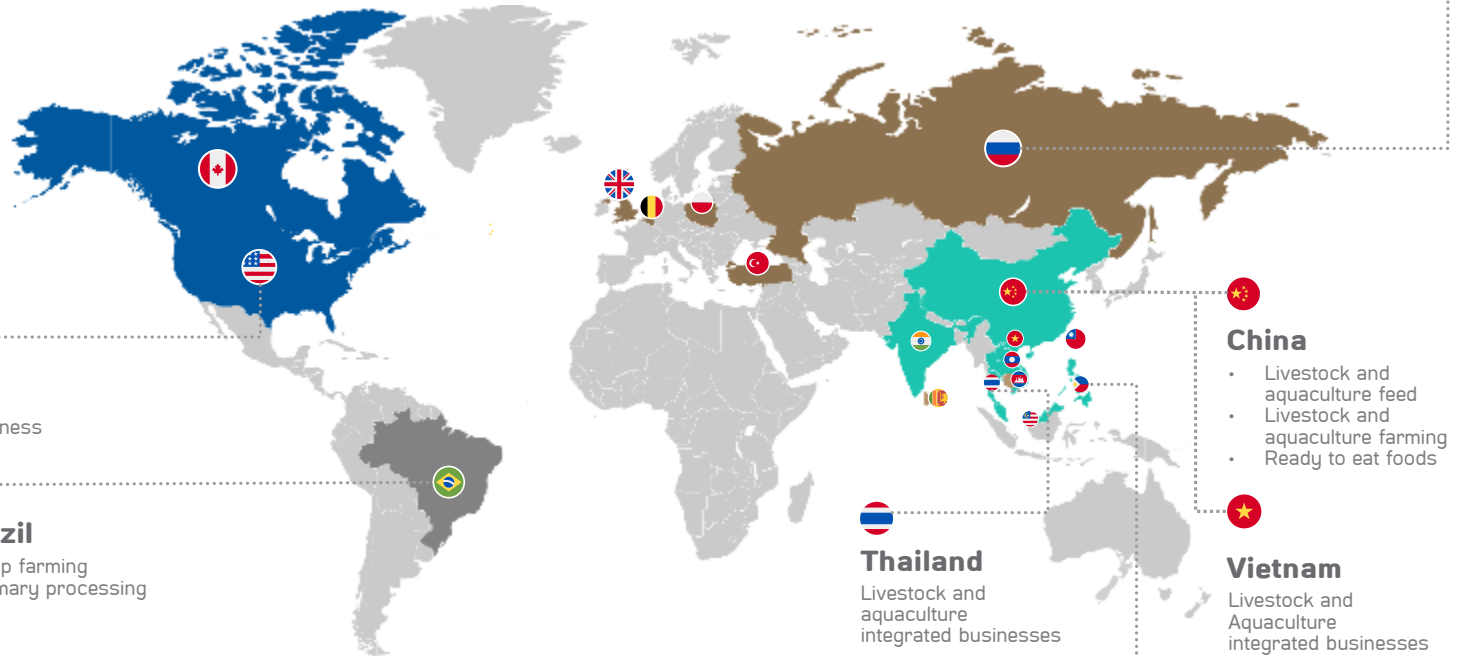 China
• Livestock and
aquaculture feed
• Livestock and
aquaculture farming
• Ready to eat foods
ness
zil
p farming
mary processing
Thailand
Livestock and
aquaculture
integrated businesses
Vietnam
Livestock and
Aquaculture
integrated businesses